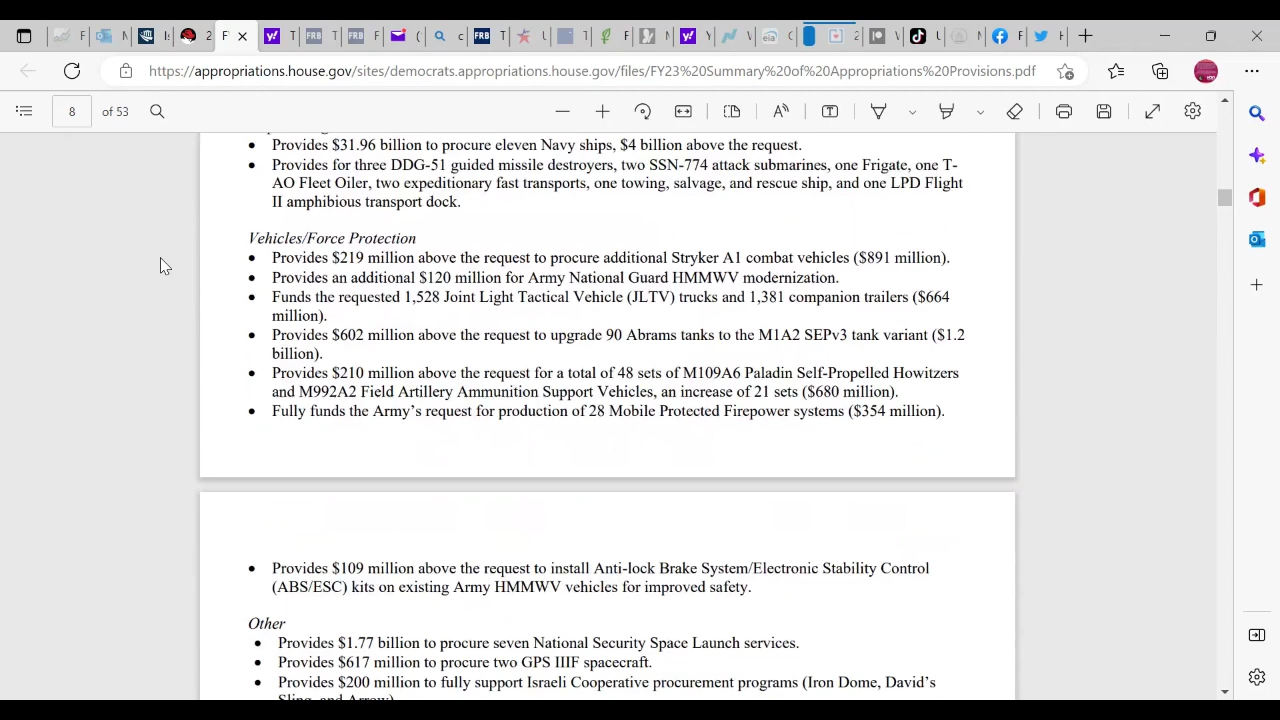 F
N
Is
2
F
T
T
F
T
c
T
U
T
F
N
Y
V
eia
C
2
V
U
N
F
H
https://appropriations.house.gov/sites/democrats.appropriations.house.gov/files/FY23%20Summary%20of%20Appropriations%20Provisions.pdf
8 of 53
• Provides $31.96 billion to procure eleven Navy ships, $4 billion above the request.
• Provides for three DDG-51 guided missile destroyers, two SSN-774 attack submarines, one Frigate, one T-
AO Fleet Oiler, two expeditionary fast transports, one towing, salvage, and rescue ship, and one LPD Flight
II amphibious transport dock.
Vehicles/Force Protection
• Provides $219 million above the request to procure additional Stryker A1 combat vehicles ($891 million).
• Provides an additional $120 million for Army National Guard HMMWV modernization.
• Funds the requested 1,528 Joint Light Tactical Vehicle (JLTV) trucks and 1,381 companion trailers ($664
million).
• Provides $602 million above the request to upgrade 90 Abrams tanks to the M1A2 SEPv3 tank variant ($1.2
billion).
• Provides $210 million above the request for a total of 48 sets of M109A6 Paladin Self-Propelled Howitzers
and M992A2 Field Artillery Ammunition Support Vehicles, an increase of 21 sets ($680 million).
• Fully funds the Army's request for production of 28 Mobile Protected Firepower systems ($354 million).
• Provides $109 million above the request to install Anti-lock Brake System/Electronic Stability Control
(ABS/ESC) kits on existing Army HMMWV vehicles for improved safety.
Other
• Provides $1.77 billion to procure seven National Security Space Launch services.
• Provides $617 million to procure two GPS IIIF spacecraft.
• Provides $200 million to fully support Israeli Cooperative procurement programs (Iron Dome, David's
Sling, and Arrow)